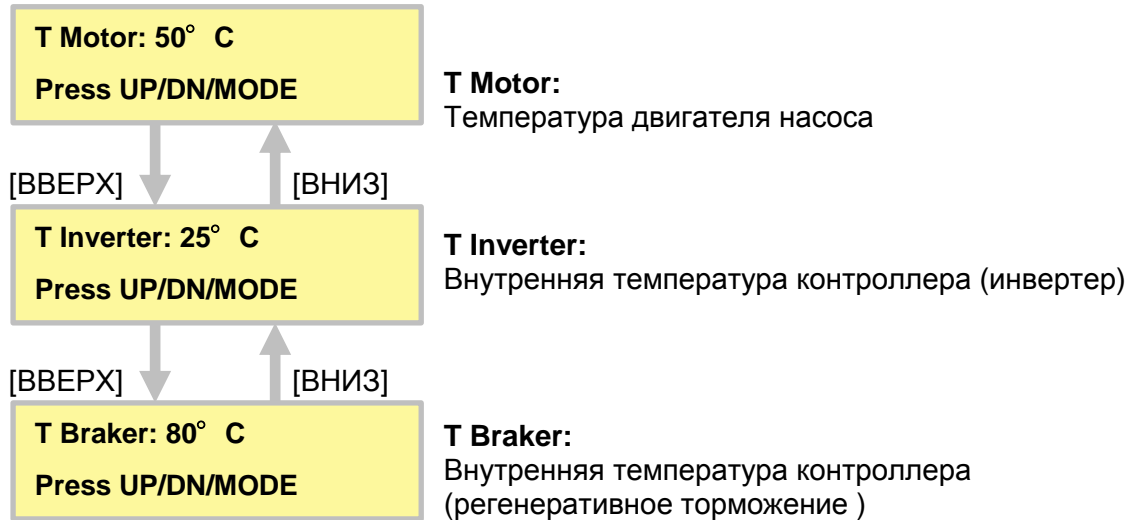 T Motor: 50° C
Press UP/DN/MODE
T Motor:
Температура двигателя насоса
[ВВЕРХ]
[ВНИЗ]
T Inverter: 25° C
Press UP/DN/MODE
T Inverter:
Внутренняя температура контроллера (инвертер)
[ВВЕРХ]
[ВНИЗ]
T Braker: 80° C
Press UP/DN/MODE
T Braker:
Внутренняя температура контроллера
(регенеративное торможение )